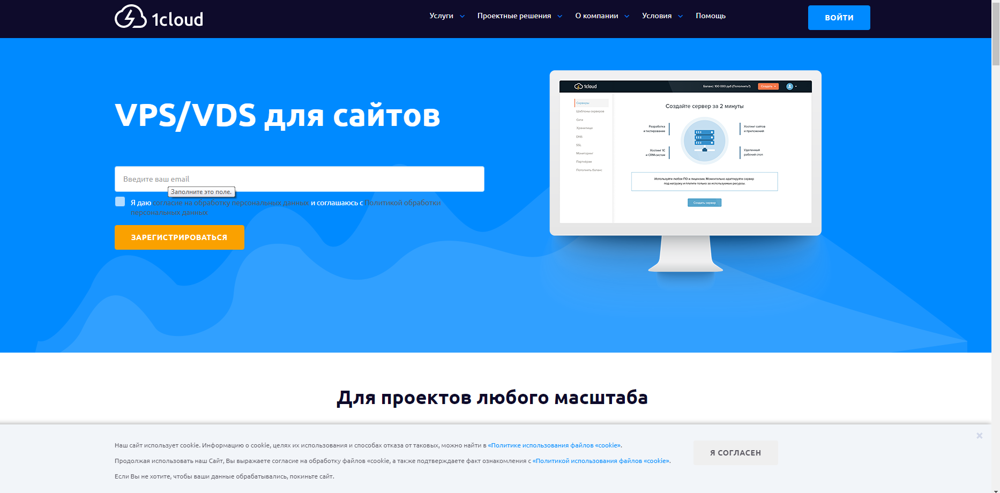 1cloud
Услуги
Проектные решения
О компании
Условия
Помощь
ВОЙТИ
VPS/VDS для сайтов
Введите ваш email
Заполните это поле.
Я даю согласие на обработку персональных данных и соглашаюсь с Политикой обработки
персональных данных
ЗАРЕГИСТРИРОВАТЬСЯ
1cloud
Баланс: 100 000 руб (Пополнить?)
Создать
Серверы
Шаблоны серверов
Сети
Хранилище
DNS
SSL
Мониторинг
Партнёрам
Пополнить баланс
Создайте сервер за 2 минуты
Разработка
и тестирование
Хостинг сайтов
и приложений
Хостинг 1С
и CRM-систем
Удаленный
рабочий стол
Используйте любое ПО и лицензии. Моментально адаптируйте сервер
под нагрузку и платите только за используемые ресурсы.
Создать сервер
Для проектов любого масштаба
Наш сайт использует cookie. Информацию о cookie, целях их использования и способах отказа от таковых, можно найти в «Политике использования файлов «cookie».
Продолжая использовать наш Сайт, Вы выражаете согласие на обработку файлов «cookie, а также подтверждаете факт ознакомления с «Политикой использования файлов «cookie».
Если Вы не хотите, чтобы ваши данные обрабатывались, покиньте сайт.
Я СОГЛАСЕН